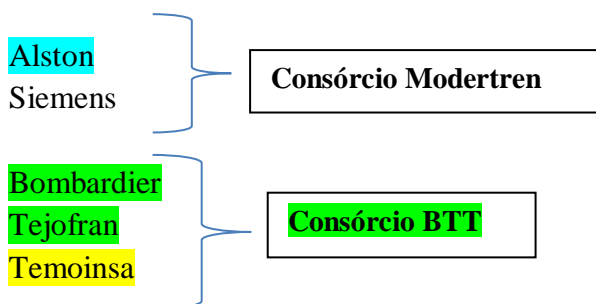 Alston
Siemens
Consórcio Modertren
Bombardier
Tejofran
Temoinsa
Consórcio BTT